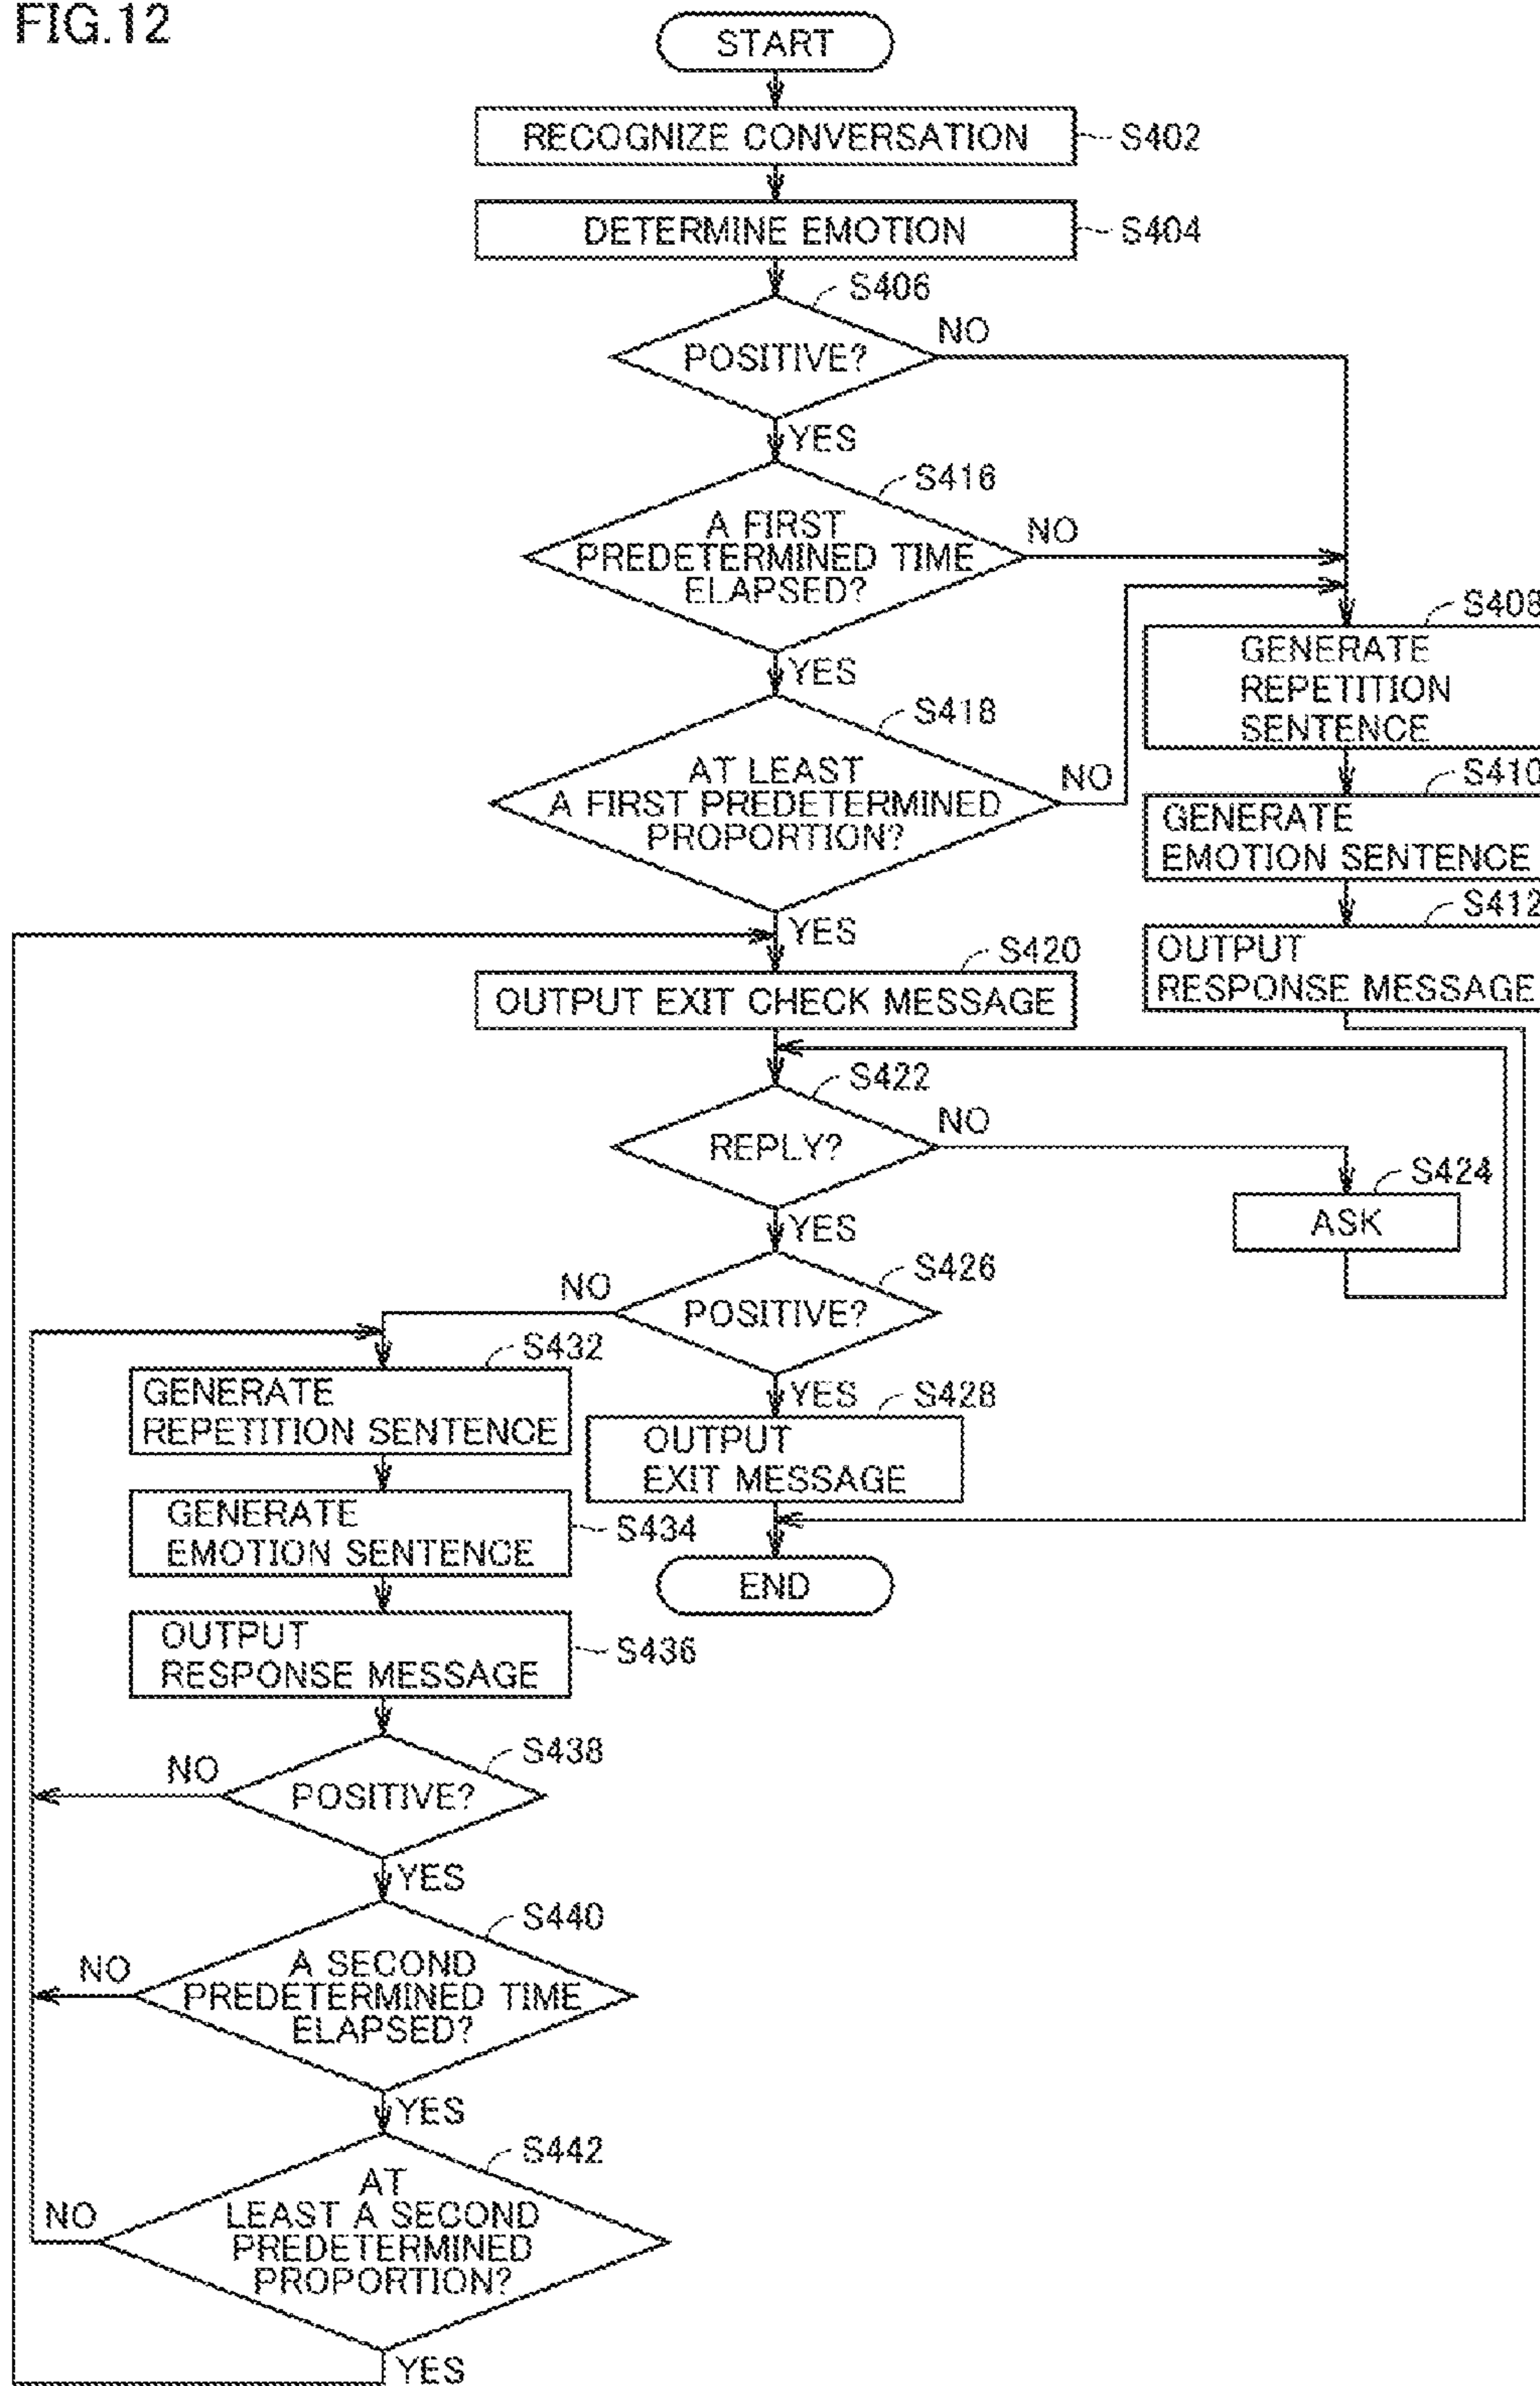 FIG.12
START
RECOGNIZE CONVERSATION
S402
DETERMINE EMOTION
S404
S406
POSITIVE?
NO
YES
S416
A FIRST
PREDETERMINED TIME
ELAPSED?
NO
YES
S418
AT LEAST
A FIRST PREDETERMINED
PROPORTION?
NO
YES
S408
GENERATE
REPETITION
SENTENCE
S410
GENERATE
EMOTION SENTENCE
S412
OUTPUT
RESPONSE MESSAGE
S420
OUTPUT EXIT CHECK MESSAGE
S422
REPLY?
NO
YES
S424
ASK
S426
POSITIVE?
NO
YES
S428
OUTPUT
EXIT MESSAGE
END
S432
GENERATE
REPETITION SENTENCE
GENERATE
EMOTION SENTENCE
S434
OUTPUT
RESPONSE MESSAGE
S436
S438
POSITIVE?
NO
YES
S440
A SECOND
PREDETERMINED TIME
ELAPSED?
NO
YES
S442
AT
LEAST A SECOND
PREDETERMINED
PROPORTION?
NO
YES